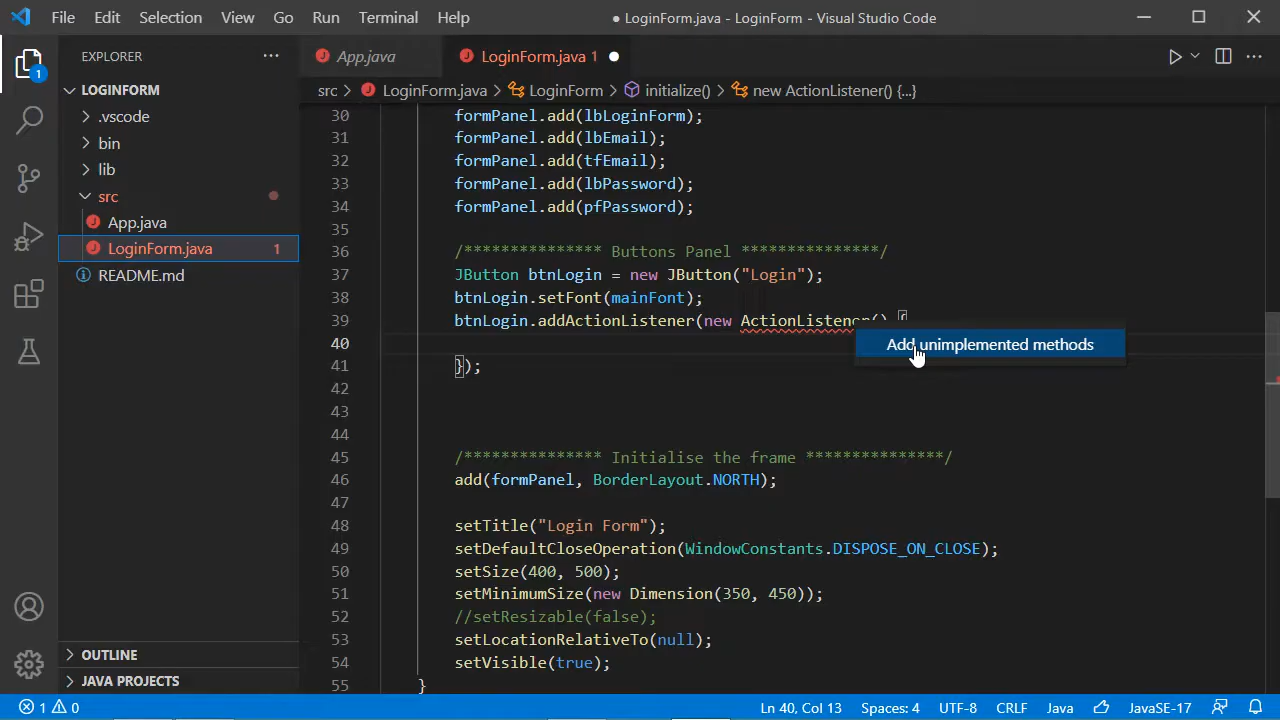 File Edit Selection View Go Run Terminal Help ● LoginForm.java - LoginForm - Visual Studio Code
EXPLORER ···
App.java LoginForm.java 1 ●
src > LoginForm.java > LoginForm > initialize() > new ActionListener() {...}
LOGINFORM
.vscode
bin
lib
src
App.java
LoginForm.java 1
README.md
1
30 formPanel.add(lbLoginForm);
31 formPanel.add(lbEmail);
32 formPanel.add(tfEmail);
33 formPanel.add(lbPassword);
34 formPanel.add(pfPassword);
35
36 /*************** Buttons Panel ***************/
37 JButton btnLogin = new JButton("Login");
38 btnLogin.setFont(mainFont);
39 btnLogin.addActionListener(new ActionListener() {
40
Add unimplemented methods
41 });
42
43
44
45 /*************** Initialise the frame ***************/
46 add(formPanel, BorderLayout.NORTH);
47
48 setTitle("Login Form");
49 setDefaultCloseOperation(WindowConstants.DISPOSE_ON_CLOSE);
50 setSize(400, 500);
51 setMinimumSize(new Dimension(350, 450));
52 //setResizable(false);
53 setLocationRelativeTo(null);
54 setVisible(true);
55 }
OUTLINE
JAVA PROJECTS
1 0 Ln 40, Col 13 Spaces: 4 UTF-8 CRLF Java JavaSE-17